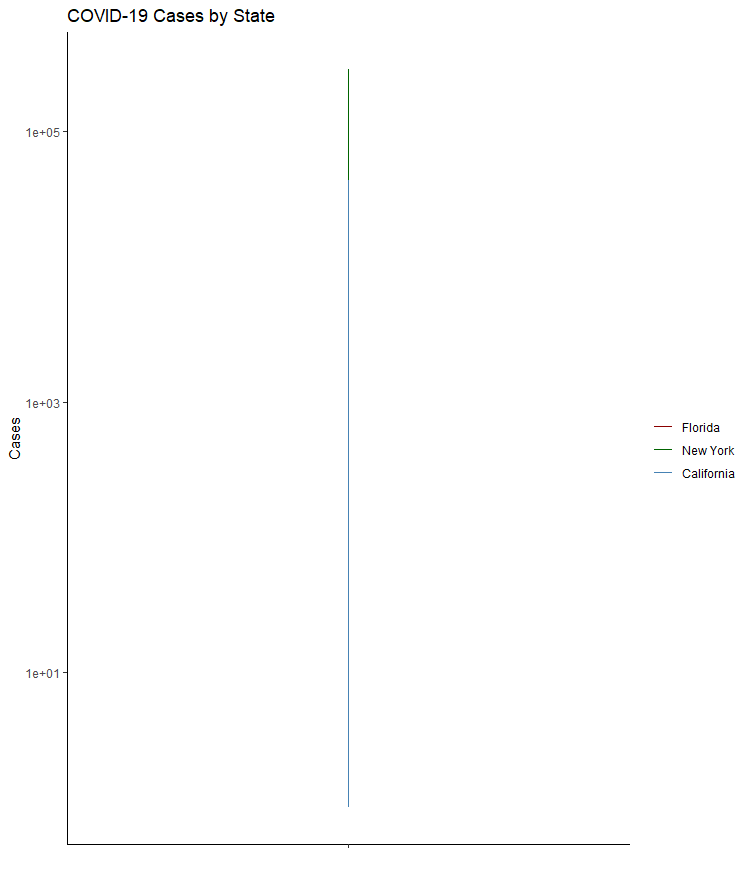 COVID-19 Cases by State
1e+05
1e+03
1e+01
Cases
Florida
New York
California